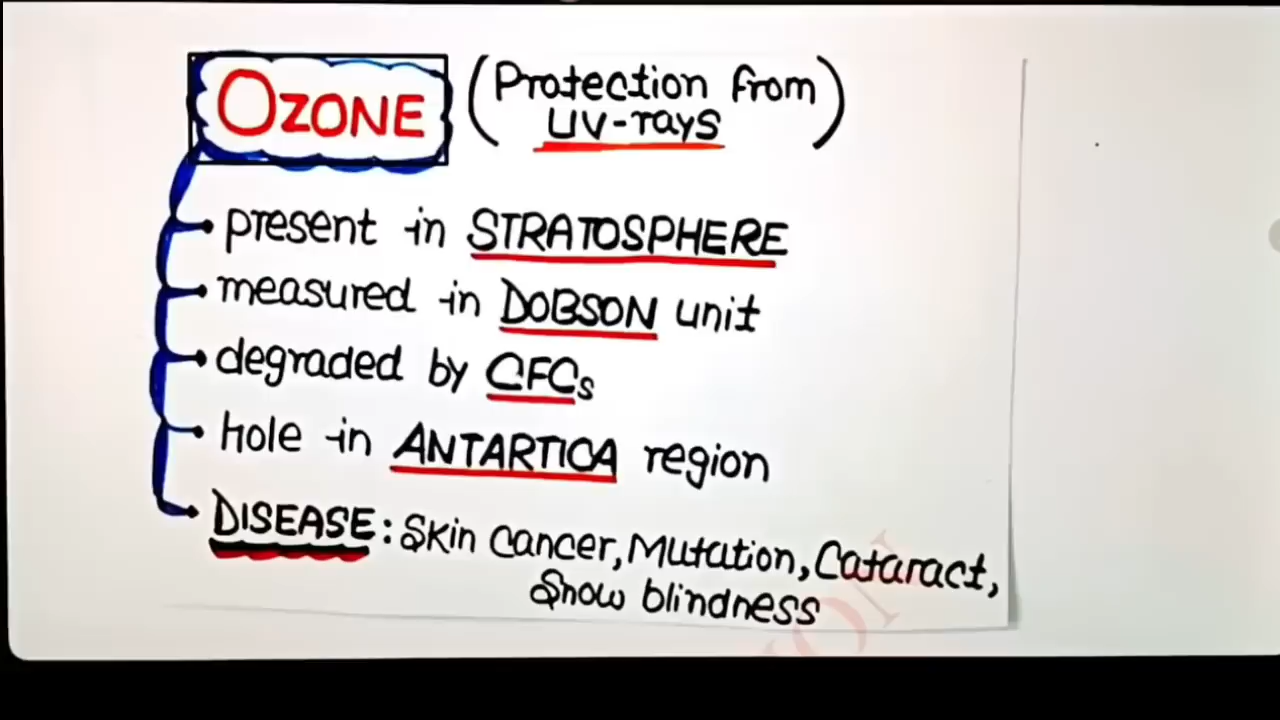 OZONE (Protection from
UV-rays)
present in STRATOSPHERE
measured in DOBSON unit
degraded by CFCs
hole in ANTARTICA region
DISEASE: Skin cancer, Mutation, Cataract,
Snow blindness